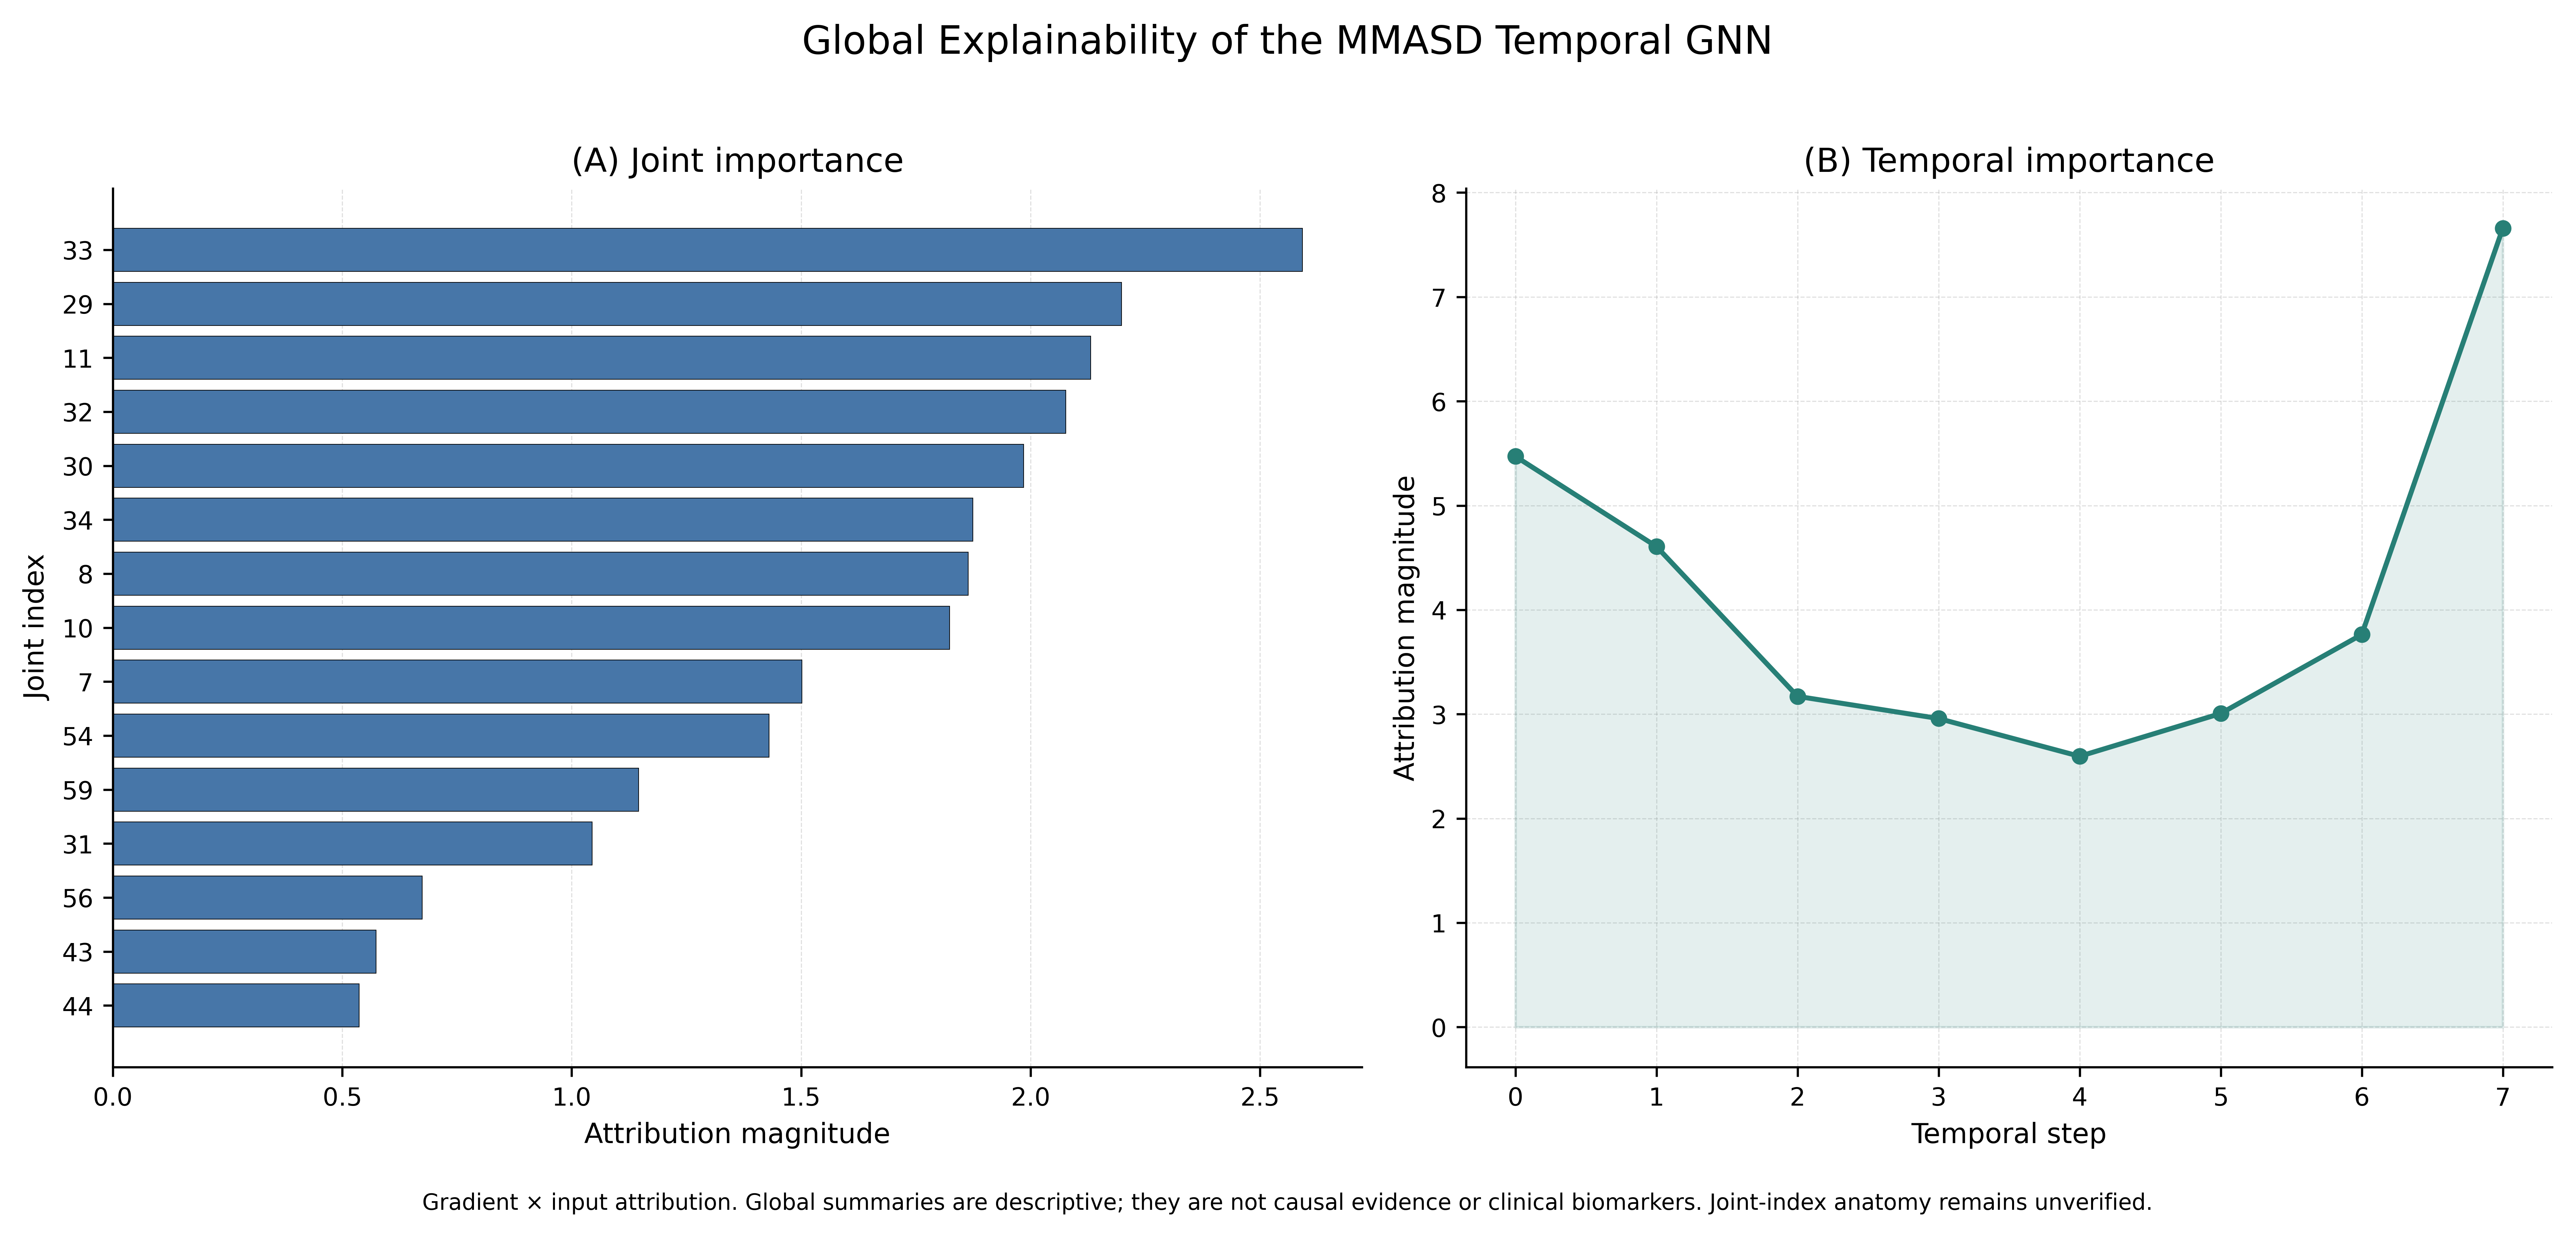 Global Explainability of the MMASD Temporal GNN
(A) Joint importance
Joint index
33
29
11
32
30
34
8
10
7
54
59
31
56
43
44
0.0 0.5 1.0 1.5 2.0 2.5
Attribution magnitude
(B) Temporal importance
Attribution magnitude
8
7
6
5
4
3
2
1
0
0 1 2 3 4 5 6 7
Temporal step
Gradient × input attribution. Global summaries are descriptive; they are not causal evidence or clinical biomarkers. Joint-index anatomy remains unverified.